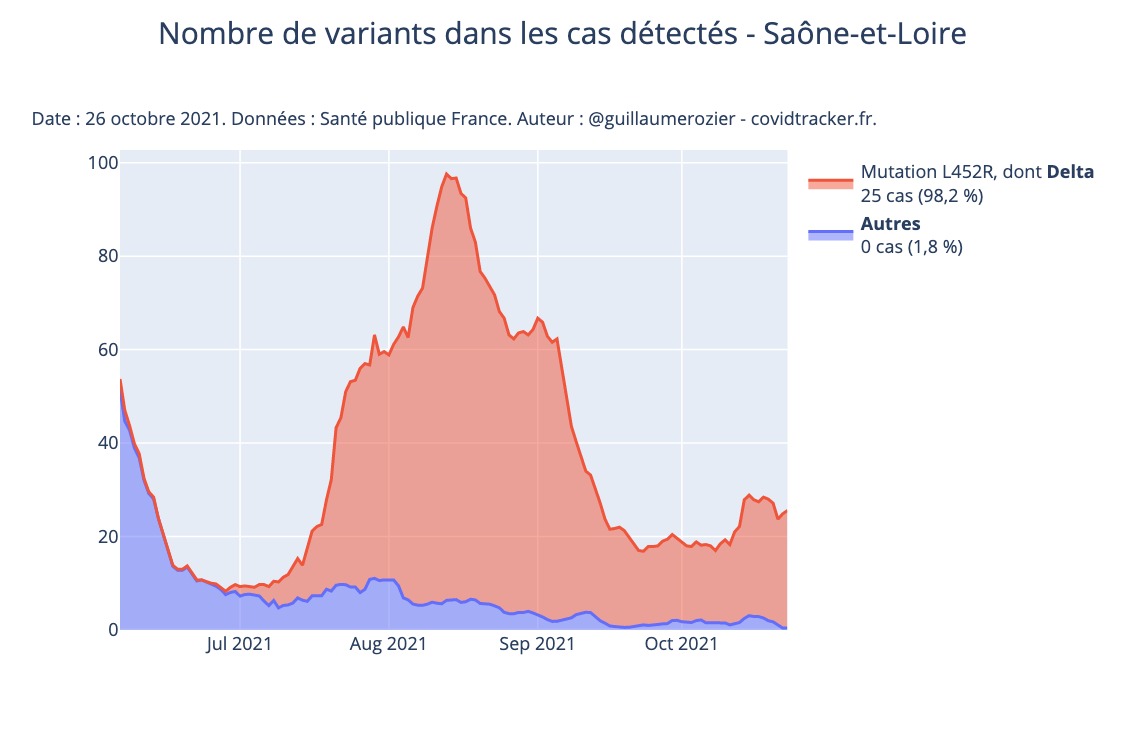 Nombre de variants dans les cas détectés - Saône-et-Loire
Date : 26 octobre 2021. Données : Santé publique France. Auteur : @guillaumerozier - covidtracker.fr.
100
80
60
40
20
0
Jul 2021
Aug 2021
Sep 2021
Oct 2021
Mutation L452R, dont Delta
25 cas (98,2 %)
Autres
0 cas (1,8 %)